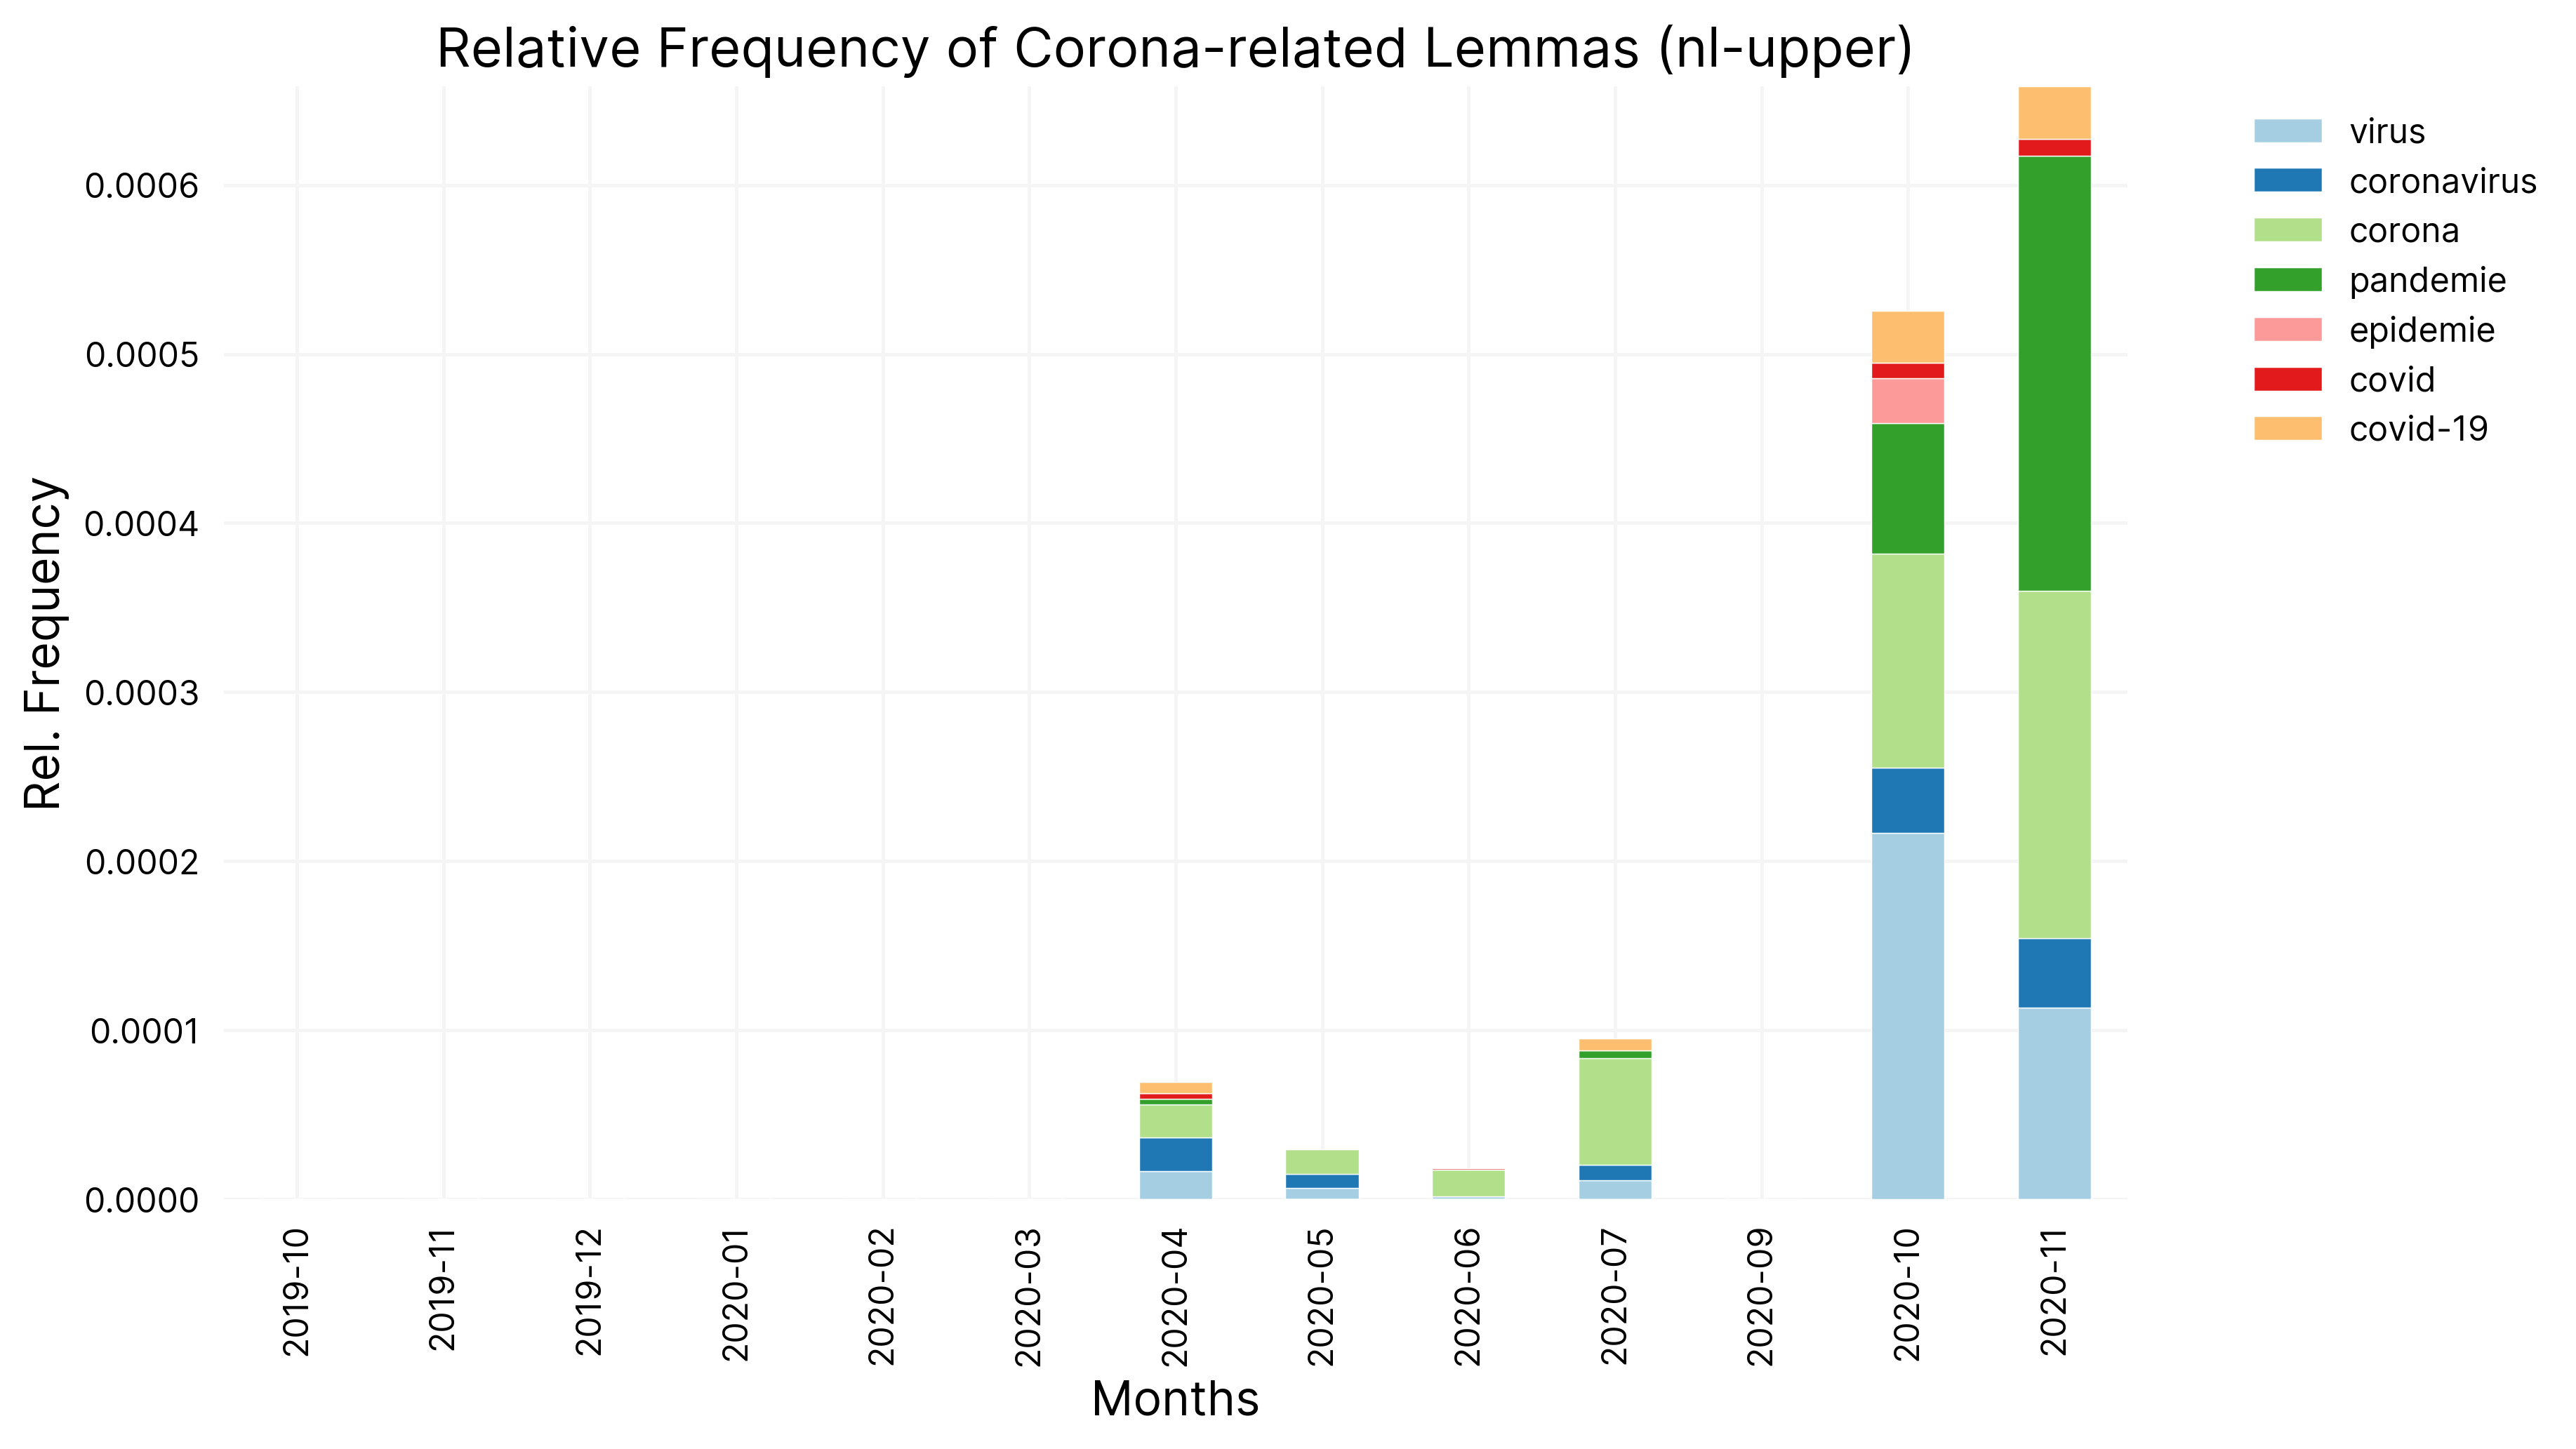 Relative Frequency of Corona-related Lemmas (nl-upper)
virus
coronavirus
corona
pandemie
epidemie
covid
covid-19
Rel. Frequency
0.0006
0.0005
0.0004
0.0003
0.0002
0.0001
0.0000
2019-10
2019-11
2019-12
2020-01
2020-02
2020-03
2020-04
2020-05
2020-06
2020-07
2020-09
2020-10
2020-11
Months